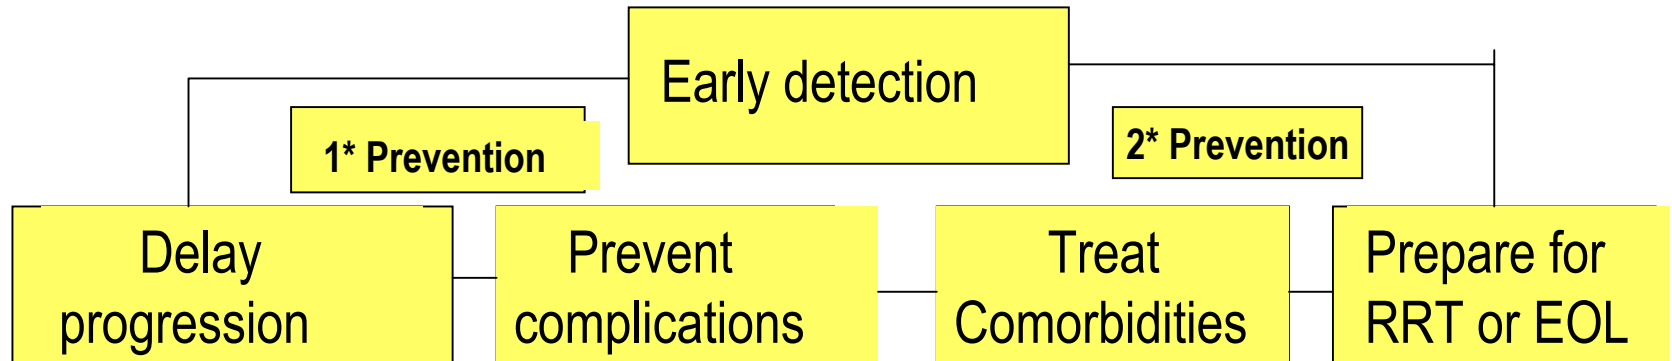 Early detection
1* Prevention
2* Prevention
Delay
progression
Prevent
complications
Treat
Comorbidities
Prepare for
RRT or EOL